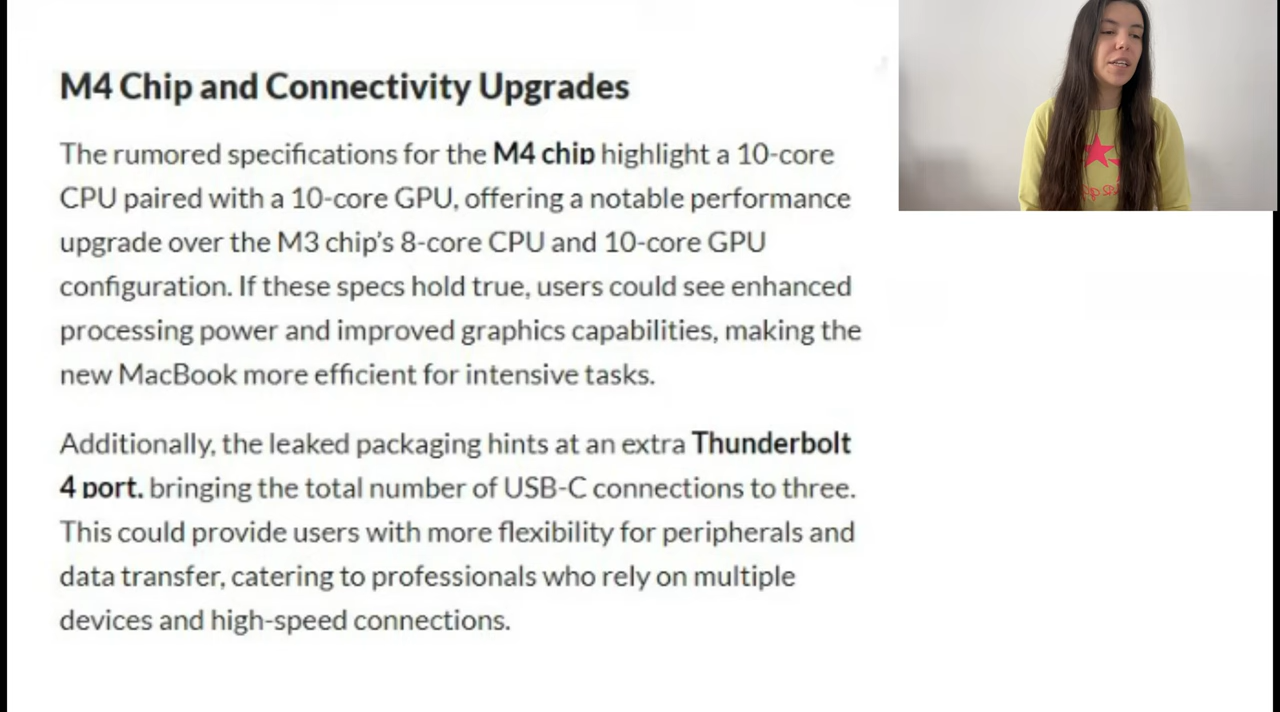 M4 Chip and Connectivity Upgrades
The rumored specifications for the M4 chip highlight a 10-core
CPU paired with a 10-core GPU, offering a notable performance
upgrade over the M3 chip's 8-core CPU and 10-core GPU
configuration. If these specs hold true, users could see enhanced
processing power and improved graphics capabilities, making the
new MacBook more efficient for intensive tasks.
Additionally, the leaked packaging hints at an extra Thunderbolt
4 port, bringing the total number of USB-C connections to three.
This could provide users with more flexibility for peripherals and
data transfer, catering to professionals who rely on multiple
devices and high-speed connections.